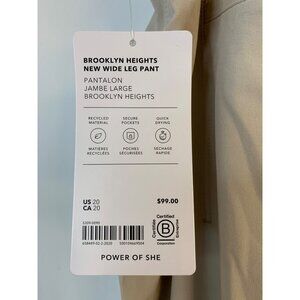 BROOKLYN HEIGHTS
NEW WIDE LEG PANT
PANTALON
JAMBE LARGE
BROOKLYN HEIGHTS
RECYCLED MATERIAL
SECURE POCKETS
QUICK DRYING
MATIÈRES RECYCLÉES
POCHES SÉCURISÉES
SECHAGE RAPIDE
US 20
CA 20
$99.00
Certified
B
Corporation
POWER OF SHE